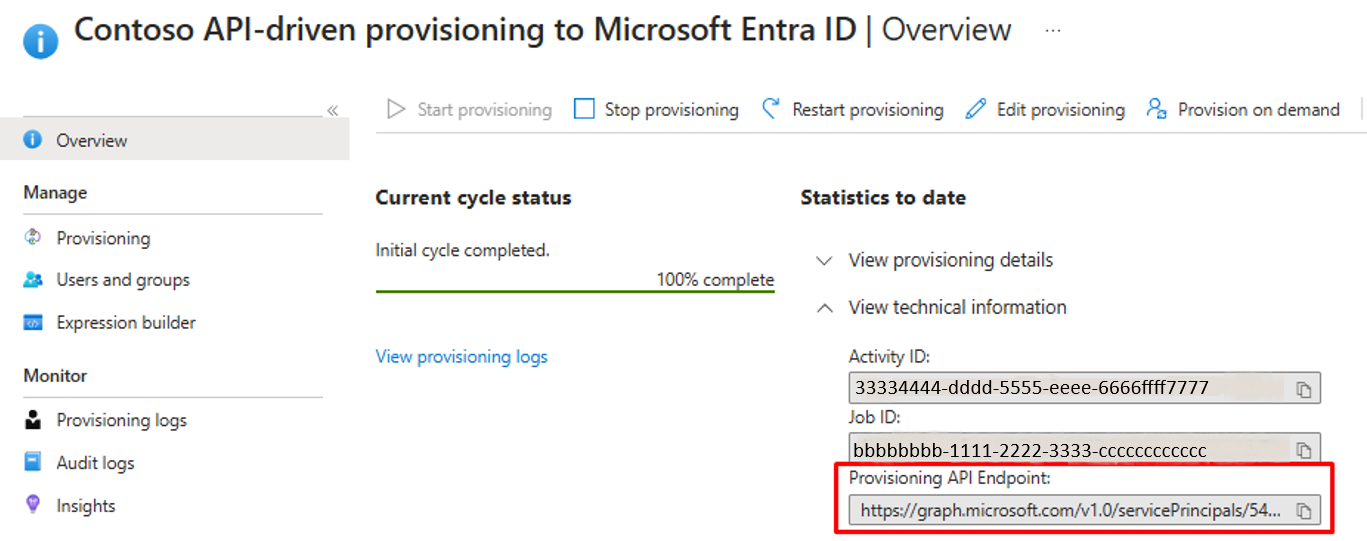 Contoso API-driven provisioning to Microsoft Entra ID | Overview ...
«
Start provisioning Stop provisioning Restart provisioning Edit provisioning Provision on demand
Overview
Manage
Provisioning
Users and groups
Expression builder
Monitor
Provisioning logs
Audit logs
Insights
Current cycle status
Initial cycle completed.
100% complete
View provisioning logs
Statistics to date
View provisioning details
View technical information
Activity ID:
33334444-dddd-5555-eeee-6666ffff7777
Job ID:
bbbbbbbb-1111-2222-3333-cccccccccccc
Provisioning API Endpoint:
https://graph.microsoft.com/v1.0/servicePrincipals/54...